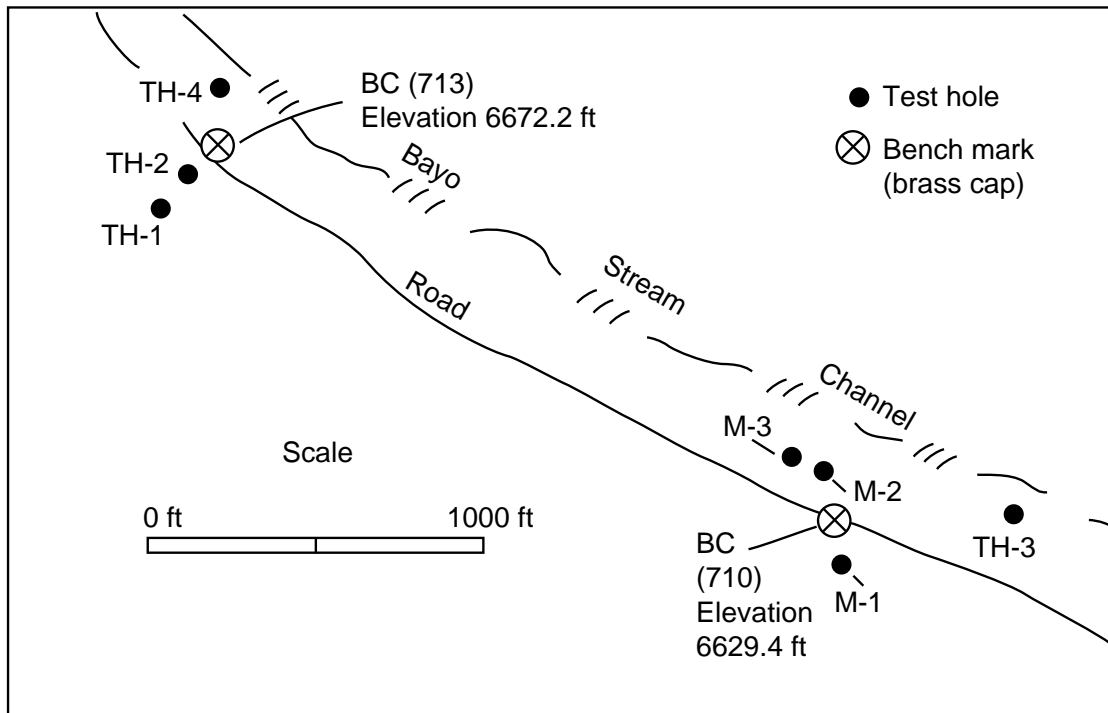 TH-4
BC (713)
Elevation 6672.2 ft
Test hole
Bench mark
(brass cap)
TH-2
TH-1
Bayo
Stream
Channel
Road
M-3
M-2
Scale
0 ft 1000 ft
BC
(710)
Elevation
6629.4 ft
TH-3
M-1